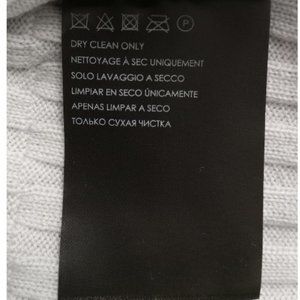 P
DRY CLEAN ONLY
NETTOYAGE À SEC UNIQUEMENT
SOLO LAVAGGIO A SECCO
LIMPIAR EN SECO ÚNICAMENTE
APENAS LIMPAR A SECO
ТОЛЬКО СУХАЯ ЧИСТКА